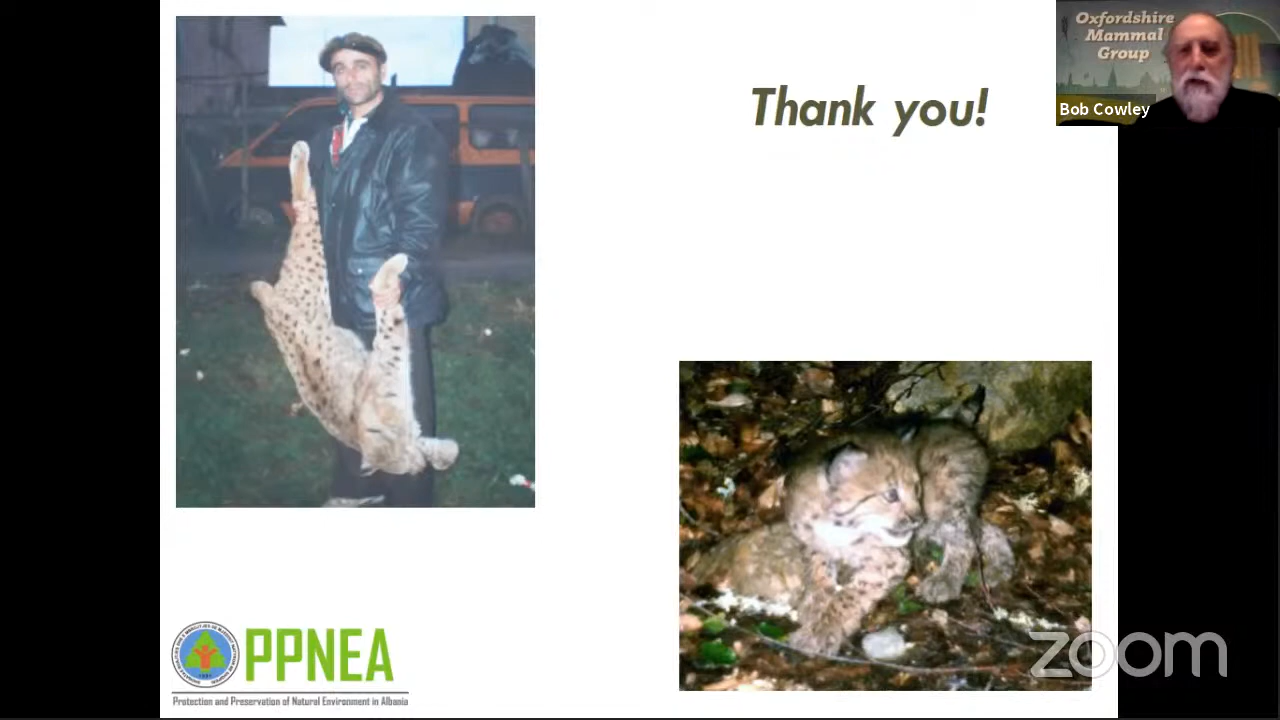 Thank you!
Oxfordshire
Mammal
Group
Bob Cowley
PPNEA
Protection and Preservation of Natural Environment in Albania
zoom